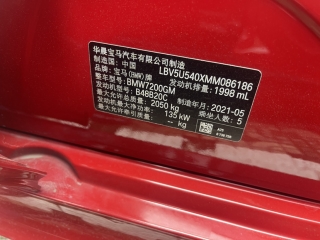 华晨宝马汽车有限公司制造
制造国：中国 LBV5U540XMM086186
品牌：宝马(BMW)牌 发动机排量：1998 mL
整车型号：BMW7200GM
发动机型号：B48B20C 制造年月：2021-05
最大允许总质量：2050 kg 乘坐人数：5
发动机最大净功率：135 kW